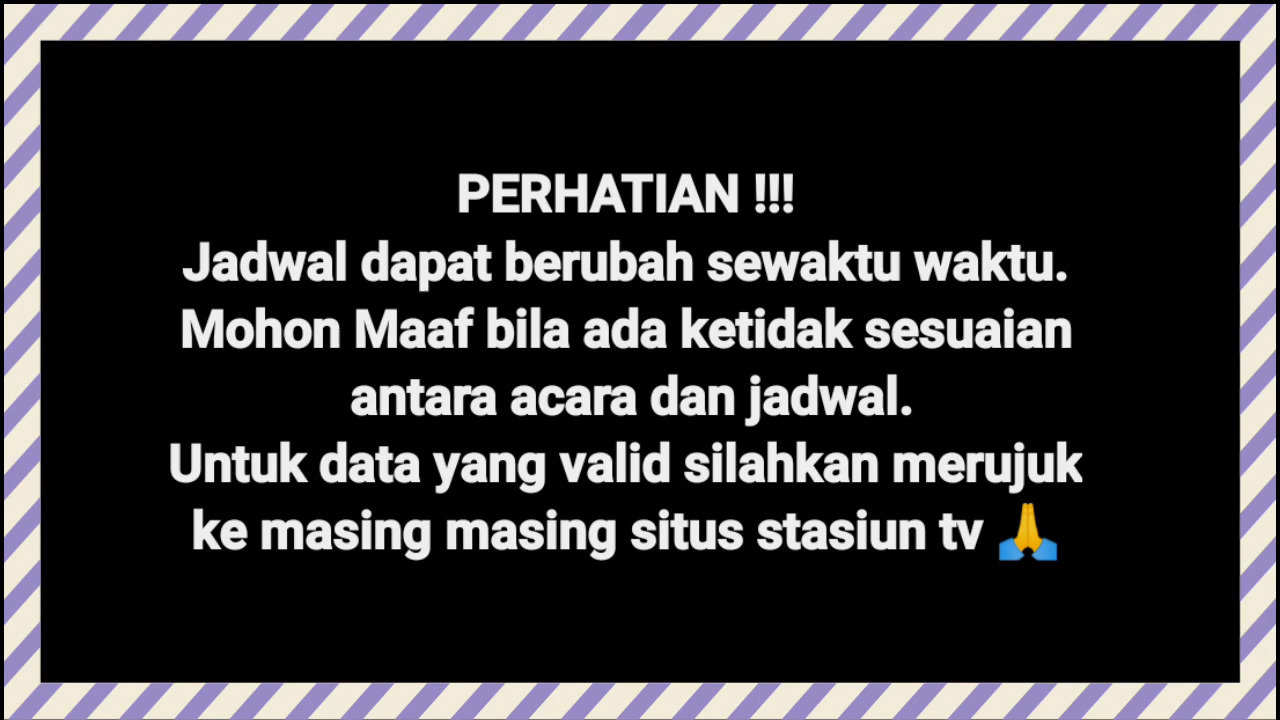 PERHATIAN !!!
Jadwal dapat berubah sewaktu waktu.
Mohon Maaf bila ada ketidak sesuaian
antara acara dan jadwal.
Untuk data yang valid silahkan merujuk
ke masing masing situs stasiun tv 🙏